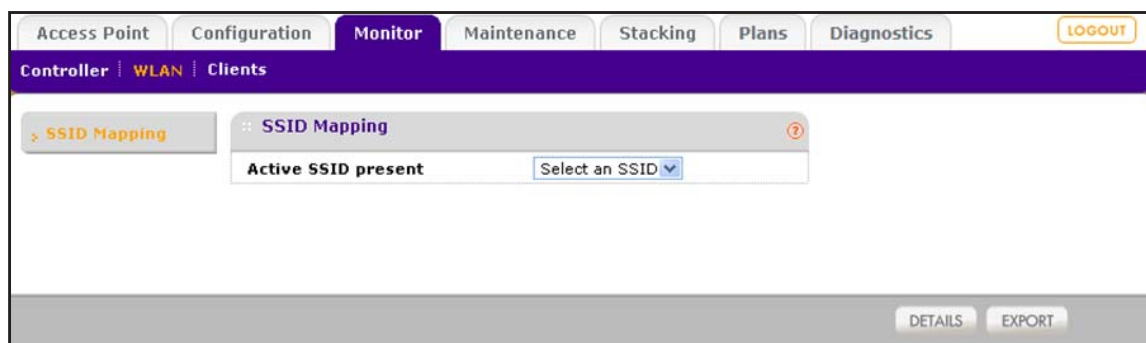 Access Point Configuration Monitor Maintenance Stacking Plans Diagnostics LOGOUT
Controller WLAN Clients
SSID Mapping
SSID Mapping ?
Active SSID present Select an SSID
DETAILS EXPORT